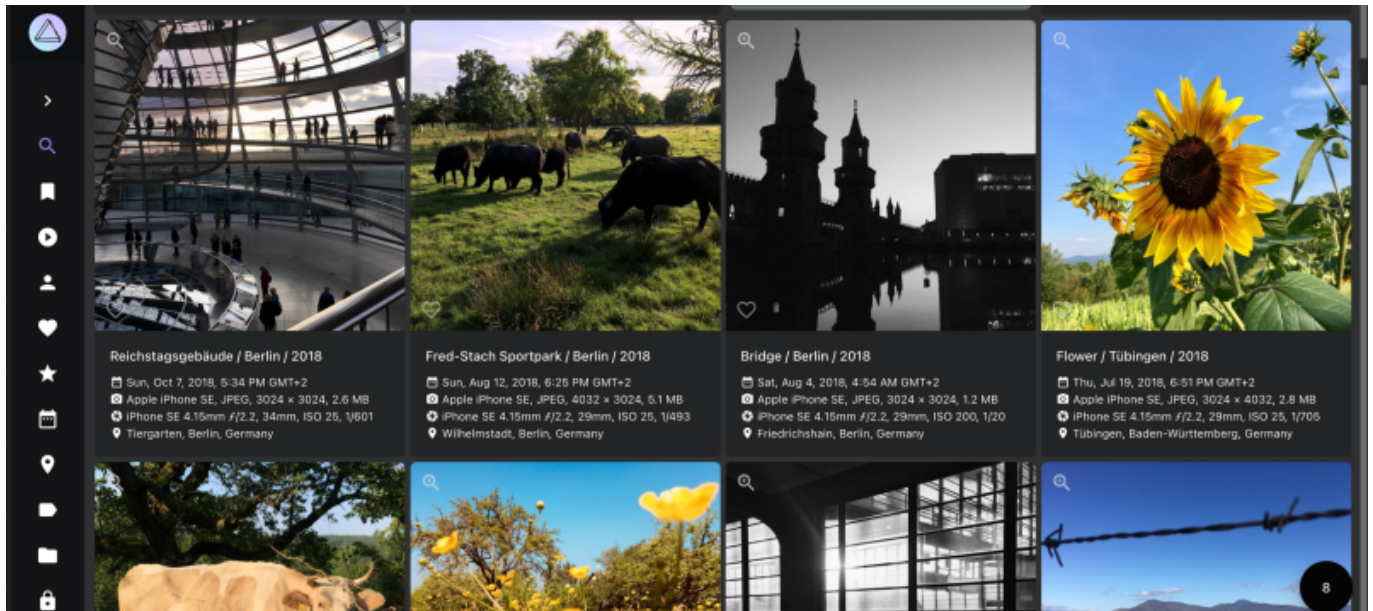 Reichstagsgebäude / Berlin / 2018
Sun, Oct 7, 2018, 5:34 PM GMT+2
Apple iPhone SE, JPEG, 3024 × 3024, 2.6 MB
iPhone SE 4.15mm ƒ/2.2, 34mm, ISO 25, 1/601
Tiergarten, Berlin, Germany
Fred-Stach Sportpark / Berlin / 2018
Sun, Aug 12, 2018, 6:25 PM GMT+2
Apple iPhone SE, JPEG, 4032 × 3024, 5.1 MB
iPhone SE 4.15mm ƒ/2.2, 29mm, ISO 25, 1/493
Wilhelmstadt, Berlin, Germany
Bridge / Berlin / 2018
Sat, Aug 4, 2018, 4:54 AM GMT+2
Apple iPhone SE, JPEG, 3024 × 3024, 1.2 MB
iPhone SE 4.15mm ƒ/2.2, 29mm, ISO 200, 1/20
Friedrichshain, Berlin, Germany
Flower / Tübingen / 2018
Thu, Jul 19, 2018, 6:51 PM GMT+2
Apple iPhone SE, JPEG, 3024 × 4032, 2.8 MB
iPhone SE 4.15mm ƒ/2.2, 29mm, ISO 25, 1/705
Tübingen, Baden-Württemberg, Germany
8